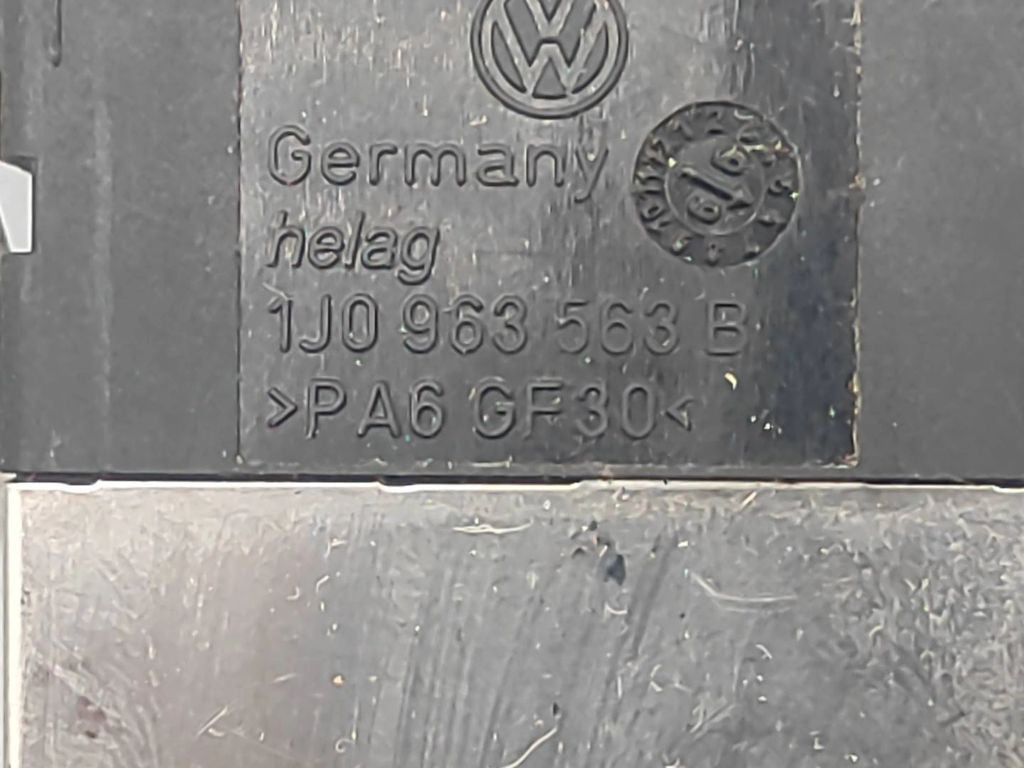 Germany
helag
1J0 963 563 B
>PA6 GF30<